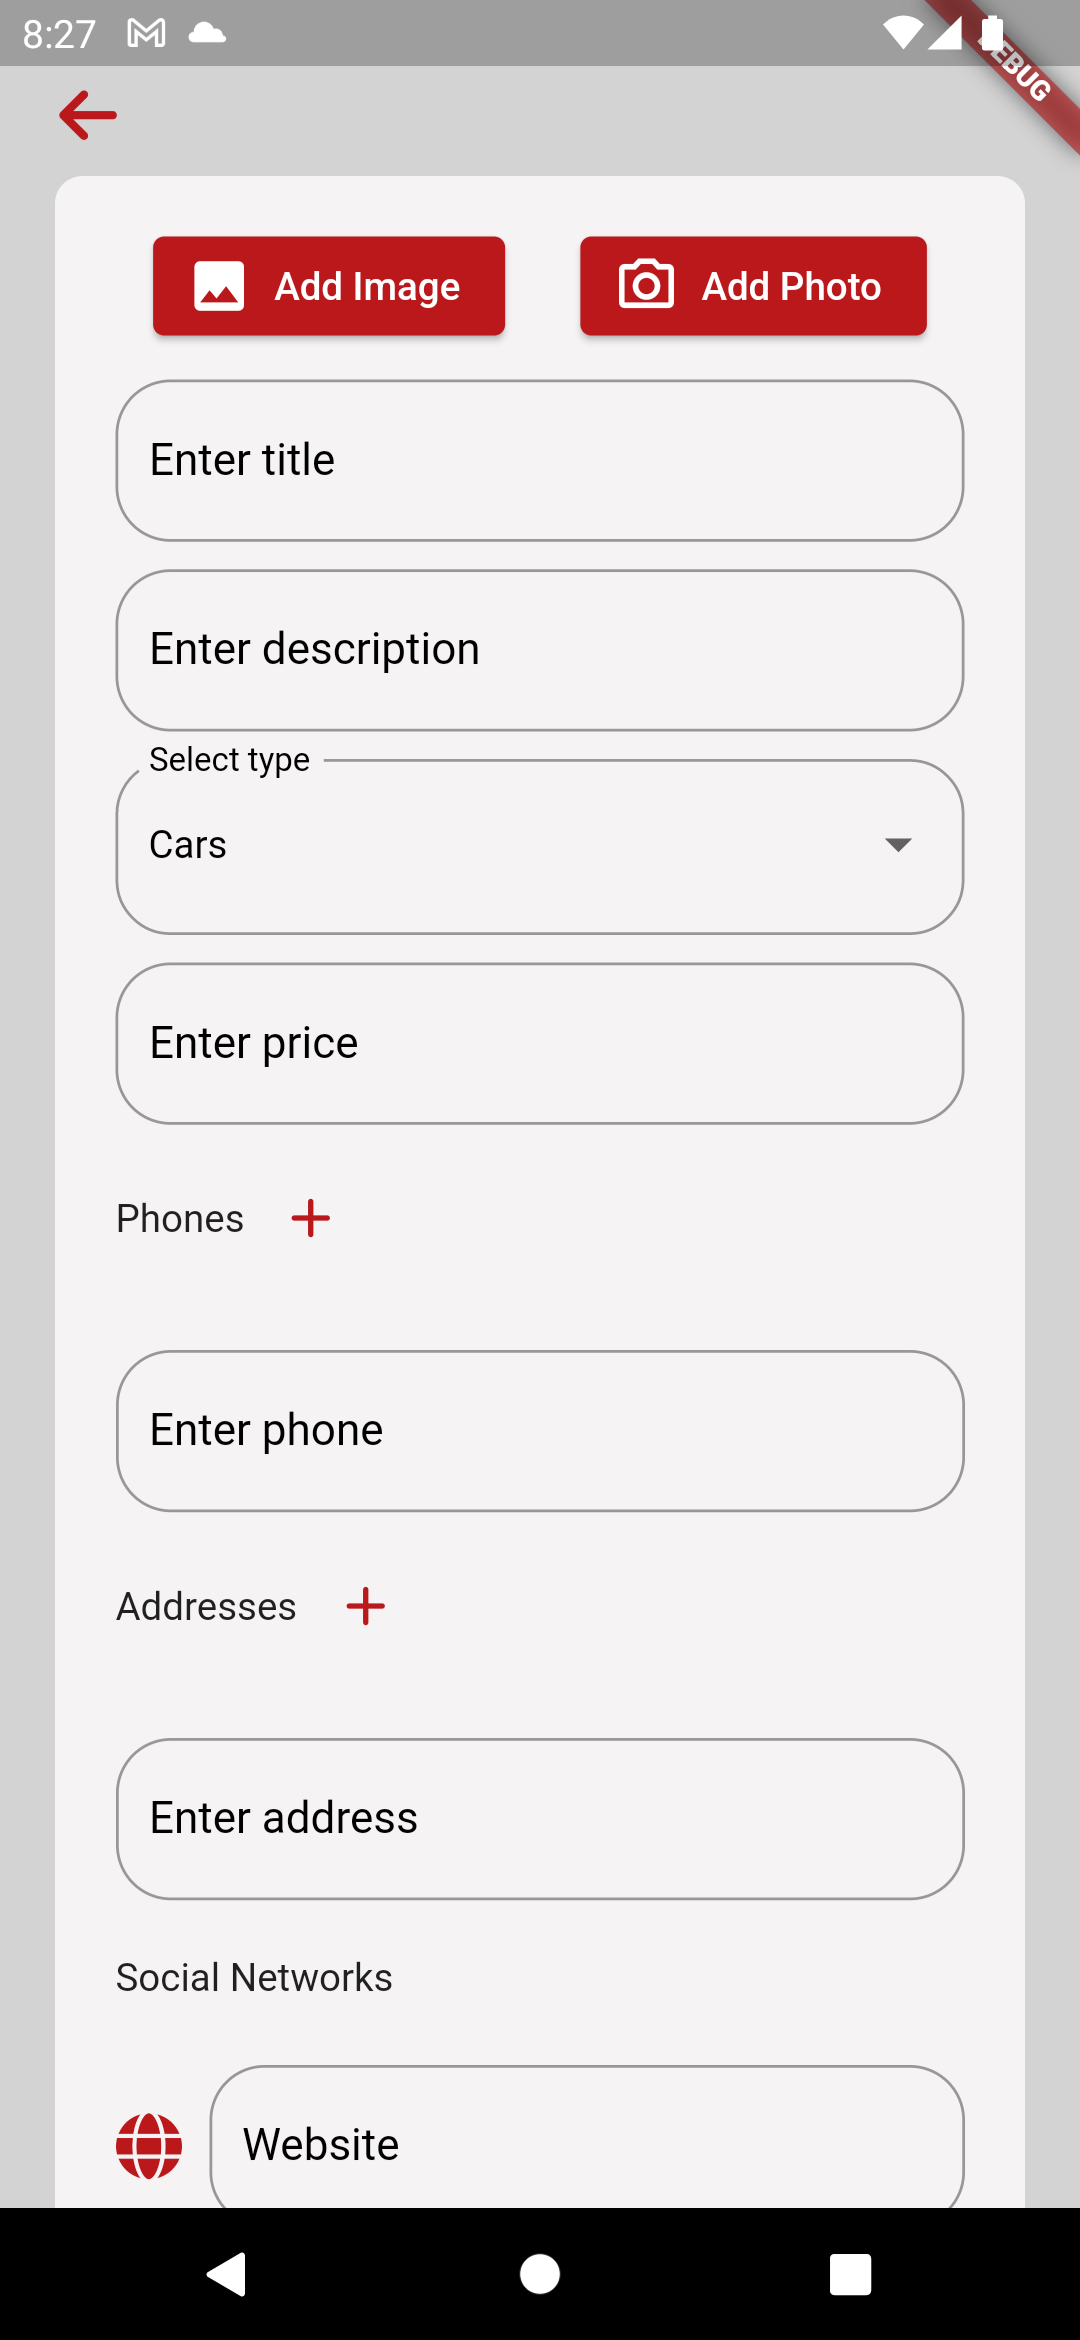 8:27
DEBUG
Add Image
Add Photo
Enter title
Enter description
Select type
Cars
Enter price
Phones
Enter phone
Addresses
Enter address
Social Networks
Website